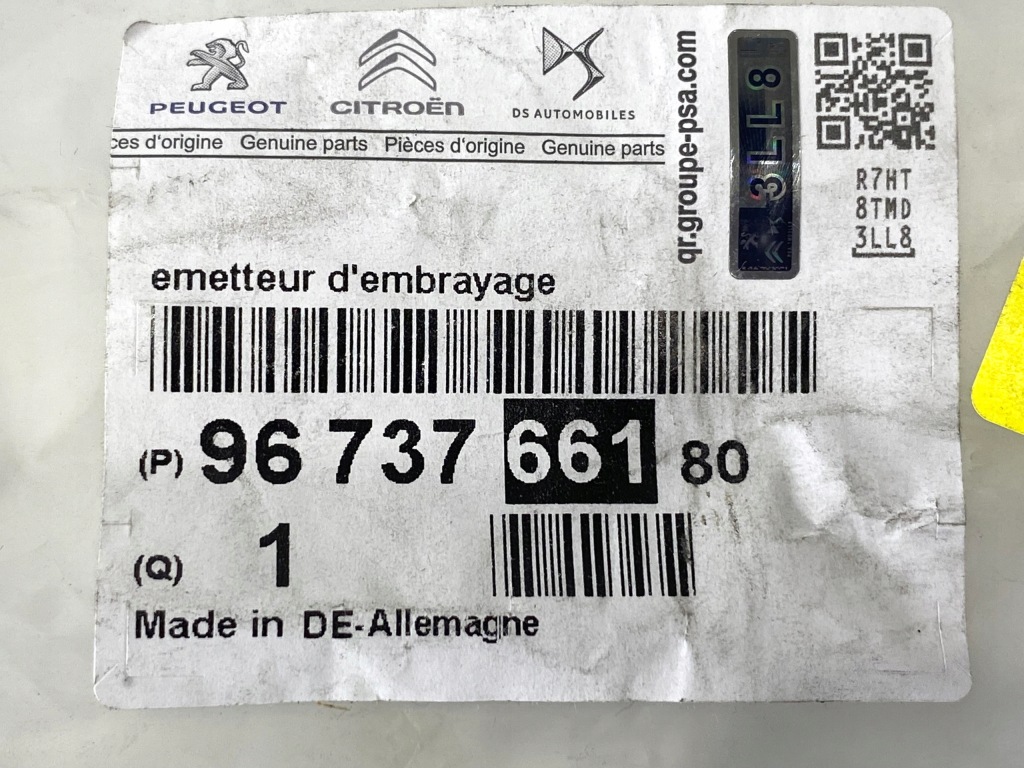 PEUGEOT
CITROËN
DS AUTOMOBILES
ces d'origine Genuine parts Pièces d'origine Genuine parts
qr.groupe-psa.com
3LL8
R7HT
8TMD
3LL8
emetteur d'embrayage
(P) 96 737 661 80
(Q) 1
Made in DE-Allemagne